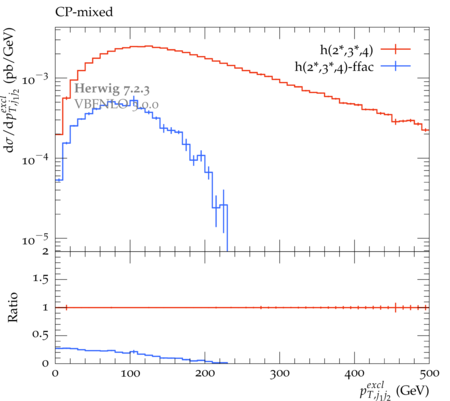 CP-mixed
h(2*,3*,4)
h(2*,3*,4)-ffac
Herwig 7.2.3
VBFNLO 3.0.0
dσ/dp^{excl}_{T,j₁j₂} (pb/GeV)
10⁻³
10⁻⁴
10⁻⁵
2
1.5
1
0.5
0
Ratio
0 100 200 300 400 500
p^{excl}_{T,j₁j₂} (GeV)